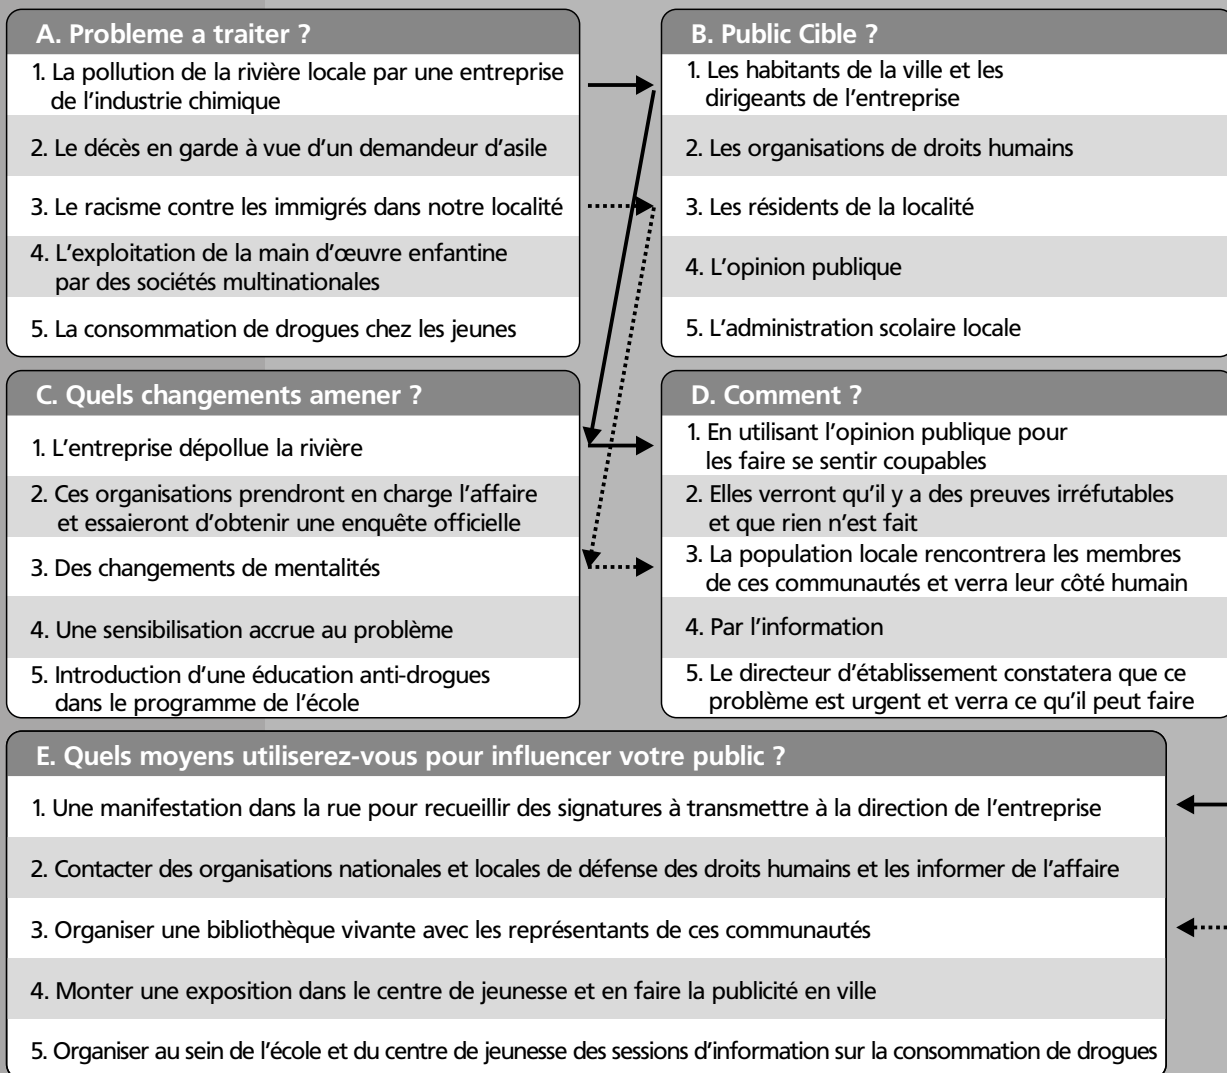 A. Probleme a traiter ?
1. La pollution de la rivière locale par une entreprise
de l'industrie chimique
2. Le décès en garde à vue d'un demandeur d'asile
3. Le racisme contre les immigrés dans notre localité
4. L'exploitation de la main d'œuvre enfantine
par des sociétés multinationales
5. La consommation de drogues chez les jeunes
B. Public Cible ?
1. Les habitants de la ville et les
dirigeants de l'entreprise
2. Les organisations de droits humains
3. Les résidents de la localité
4. L'opinion publique
5. L'administration scolaire locale
C. Quels changements amener ?
1. L'entreprise dépollue la rivière
2. Ces organisations prendront en charge l'affaire
et essaieront d'obtenir une enquête officielle
3. Des changements de mentalités
4. Une sensibilisation accrue au problème
5. Introduction d'une éducation anti-drogues
dans le programme de l'école
D. Comment ?
1. En utilisant l'opinion publique pour
les faire se sentir coupables
2. Elles verront qu'il y a des preuves irréfutables
et que rien n'est fait
3. La population locale rencontrera les membres
de ces communautés et verra leur côté humain
4. Par l'information
5. Le directeur d'établissement constatera que ce
problème est urgent et verra ce qu'il peut faire
E. Quels moyens utiliserez-vous pour influencer votre public ?
1. Une manifestation dans la rue pour recueillir des signatures à transmettre à la direction de l'entreprise
2. Contacter des organisations nationales et locales de défense des droits humains et les informer de l'affaire
3. Organiser une bibliothèque vivante avec les représentants de ces communautés
4. Monter une exposition dans le centre de jeunesse et en faire la publicité en ville
5. Organiser au sein de l'école et du centre de jeunesse des sessions d'information sur la consommation de drogues